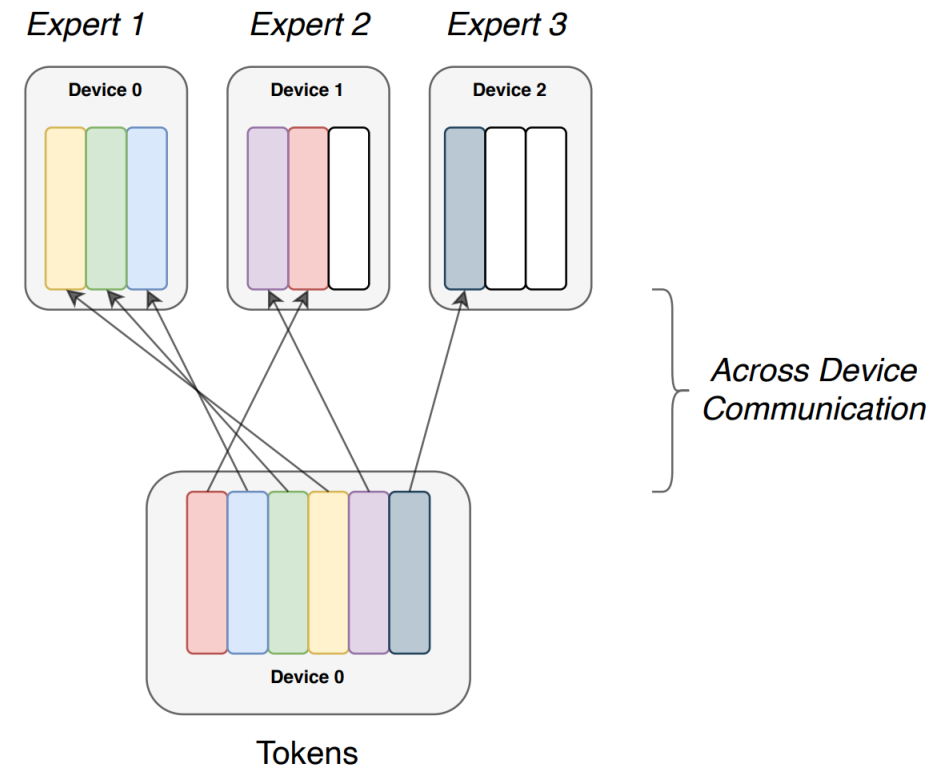 Expert 1
Expert 2
Expert 3
Device 0
Device 1
Device 2
Across Device
Communication
Device 0
Tokens